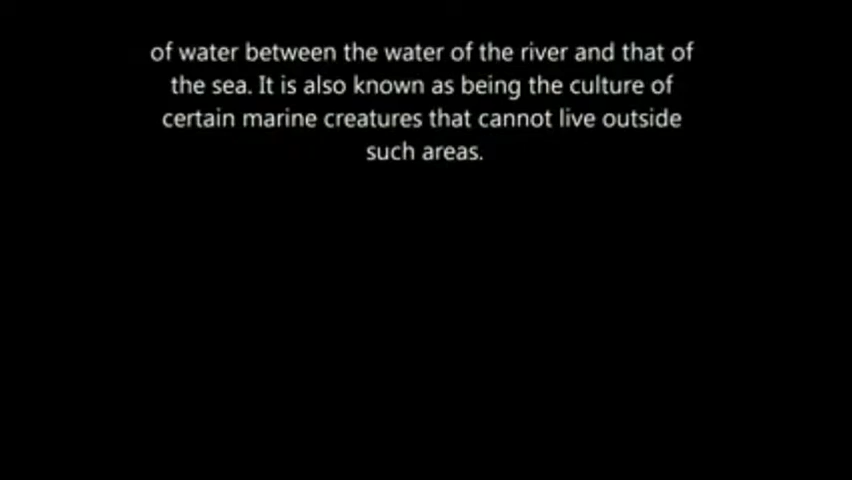 of water between the water of the river and that of
the sea. It is also known as being the culture of
certain marine creatures that cannot live outside
such areas.